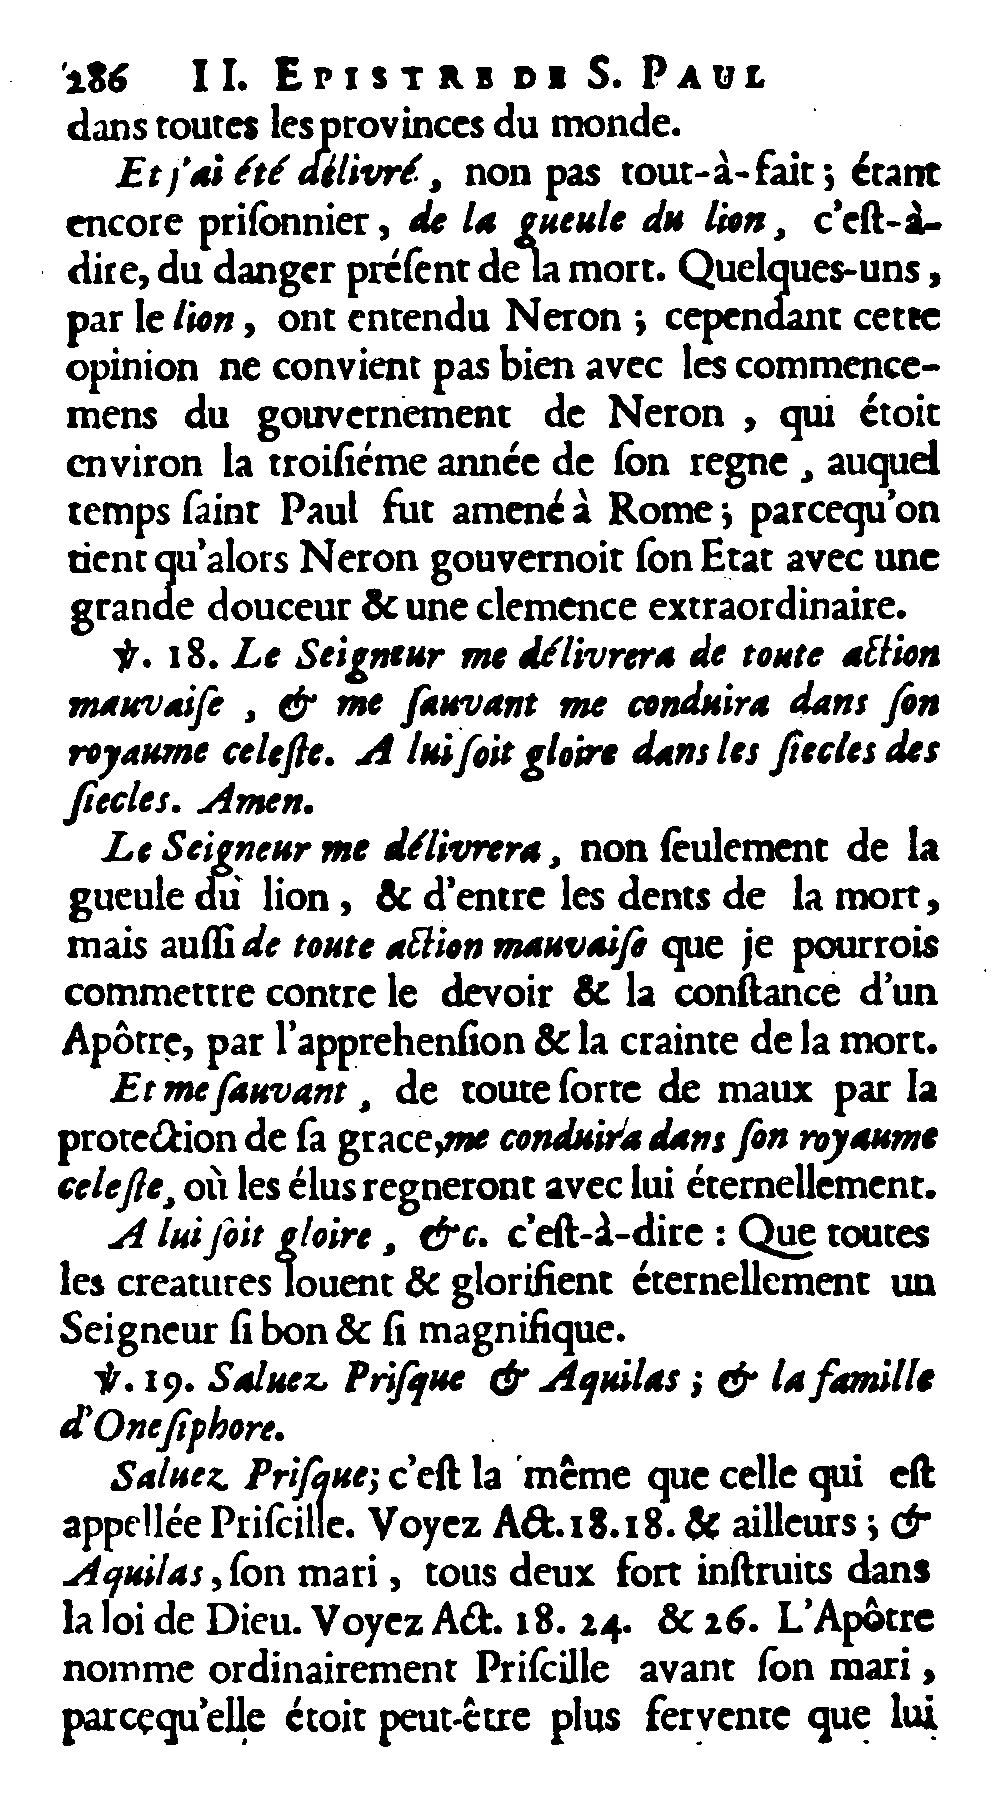 286 II. EPISTRE DE S. PAUL
dans toutes les provinces du monde.
Et j'ai été délivré, non pas tout-à-fait ; étant
encore priſonnier, de la gueule du lion, c'eſt-à-
dire, du danger préſent de la mort. Quelques-uns,
par le lion, ont entendu Neron ; cependant cette
opinion ne convient pas bien avec les commence-
mens du gouvernement de Neron, qui étoit
environ la troiſiéme année de ſon regne, auquel
temps ſaint Paul fut amené à Rome ; parcequ'on
tient qu'alors Neron gouvernoit ſon Etat avec une
grande douceur & une clemence extraordinaire.
℣. 18. Le Seigneur me délivrera de toute action
mauvaiſe, & me ſauvant me conduira dans ſon
royaume celeſte. A lui ſoit gloire dans les ſiecles des
ſiecles. Amen.
Le Seigneur me délivrera, non ſeulement de la
gueule du lion, & d'entre les dents de la mort,
mais auſſi de toute action mauvaiſe que je pourrois
commettre contre le devoir & la conſtance d'un
Apôtre, par l'apprehenſion & la crainte de la mort.
Et me ſauvant, de toute ſorte de maux par la
protection de ſa grace, me conduira dans ſon royaume
celeſte, où les élus regneront avec lui éternellement.
A lui ſoit gloire, &c. c'eſt-à-dire : Que toutes
les creatures louent & glorifient éternellement un
Seigneur ſi bon & ſi magnifique.
℣. 19. Saluez Priſque & Aquilas ; & la famille
d'Oneſiphore.
Saluez Priſque ; c'eſt la même que celle qui eſt
appellée Priſcille. Voyez Act. 18. 18. & ailleurs ; &
Aquilas, ſon mari, tous deux fort inſtruits dans
la loi de Dieu. Voyez Act. 18. 24. & 26. L'Apôtre
nomme ordinairement Priſcille avant ſon mari,
parcequ'elle étoit peut-être plus fervente que lui